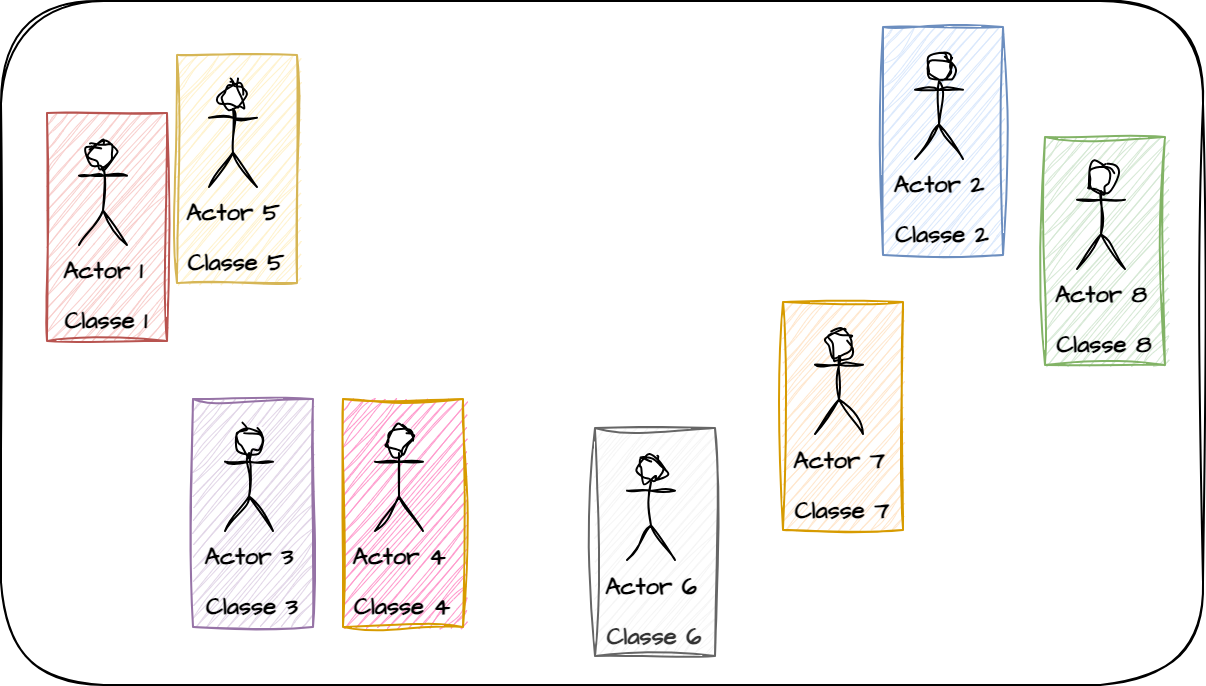 Actor 1
Classe 1
Actor 5
Classe 5
Actor 2
Classe 2
Actor 8
Classe 8
Actor 7
Classe 7
Actor 3
Classe 3
Actor 4
Classe 4
Actor 6
Classe 6